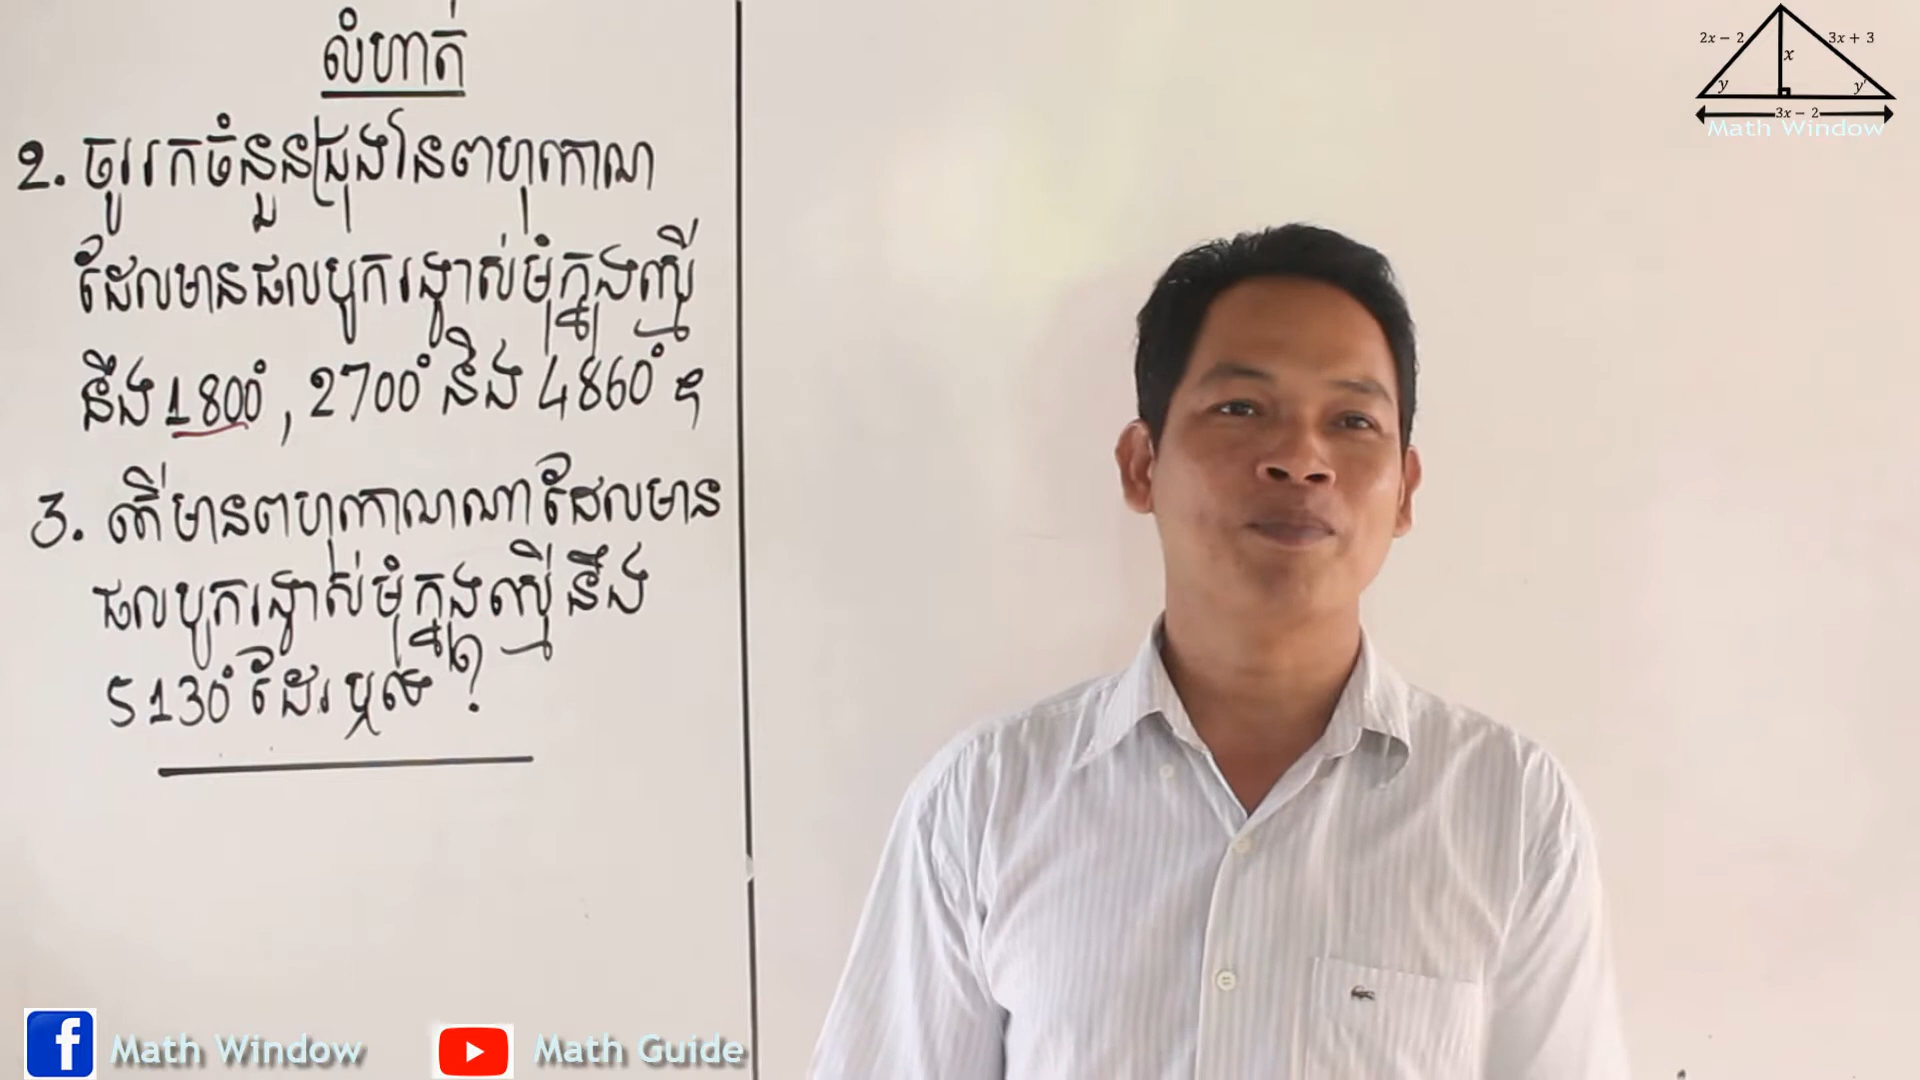 លំហាត់
2. ចូររកចំនួនជ្រុងនៃពហុកោណ
ដែលមានផលបូករង្វាស់មុំក្នុងស្មើ
នឹង 1800°, 2700° និង 4860° ។
3. តើមានពហុកោណណាដែលមាន
ផលបូករង្វាស់មុំក្នុងស្មើនឹង
5130° ដែរឬទេ ?
2x − 2
3x + 3
x
y
y'
3x − 2
Math Window
Math Window
Math Guide